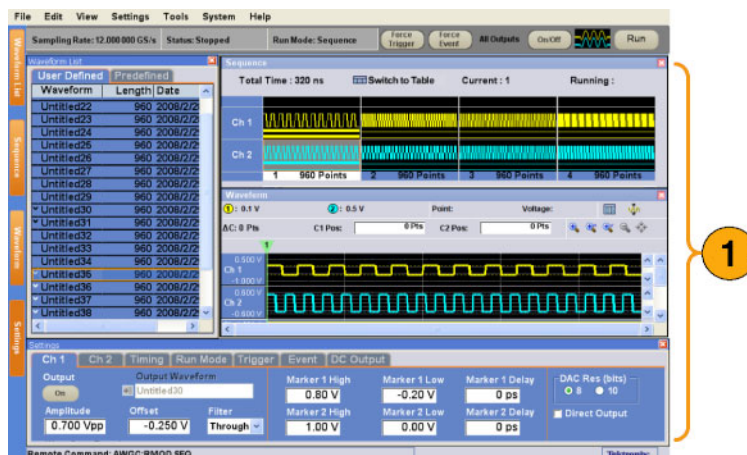 File Edit View Settings Tools System Help
Sampling Rate: 12.000 000 GS/s Status: Stopped Run Mode: Sequence Force Trigger Force Event All Outputs On/Off Run
Waveform List
Sequence
Waveform
Settings
Waveform List
User Defined Predefined
Waveform Length Date
Untitled22 960 2008/2/2
Untitled23 960 2008/2/2
Untitled24 960 2008/2/2
Untitled25 960 2008/2/2
Untitled26 960 2008/2/2
Untitled27 960 2008/2/2
Untitled28 960 2008/2/2
Untitled29 960 2008/2/2
Untitled30 960 2008/2/2
Untitled31 960 2008/2/2
Untitled32 960 2008/2/2
Untitled33 960 2008/2/2
Untitled34 960 2008/2/2
Untitled35 960 2008/2/2
Untitled36 960 2008/2/2
Untitled37 960 2008/2/2
Untitled38 960 2008/2/2
Sequence
Total Time : 320 ns Switch to Table Current : 1 Running :
Ch 1
Ch 2
1 960 Points 2 960 Points 3 960 Points 4 960 Points
Waveform
1 : 0.1 V 2 : 0.5 V Point: Voltage:
ΔC: 0 Pts C1 Pos: 0 Pts C2 Pos: 0 Pts
1
0.500 V
Ch 1
-1.000 V
0.800 V
Ch 2
-0.800 V
1
Settings
Ch 1 Ch 2 Timing Run Mode Trigger Event DC Output
Output Output Waveform Marker 1 High Marker 1 Low Marker 1 Delay DAC Res (bits)
On Untitled30 0.80 V -0.20 V 0 ps 8 10
Amplitude Offset Filter Marker 2 High Marker 2 Low Marker 2 Delay Direct Output
0.700 Vpp -0.250 V Through 1.00 V 0.00 V 0 ps
Remote Command: AWGC:RMOD SEQ Tektronix